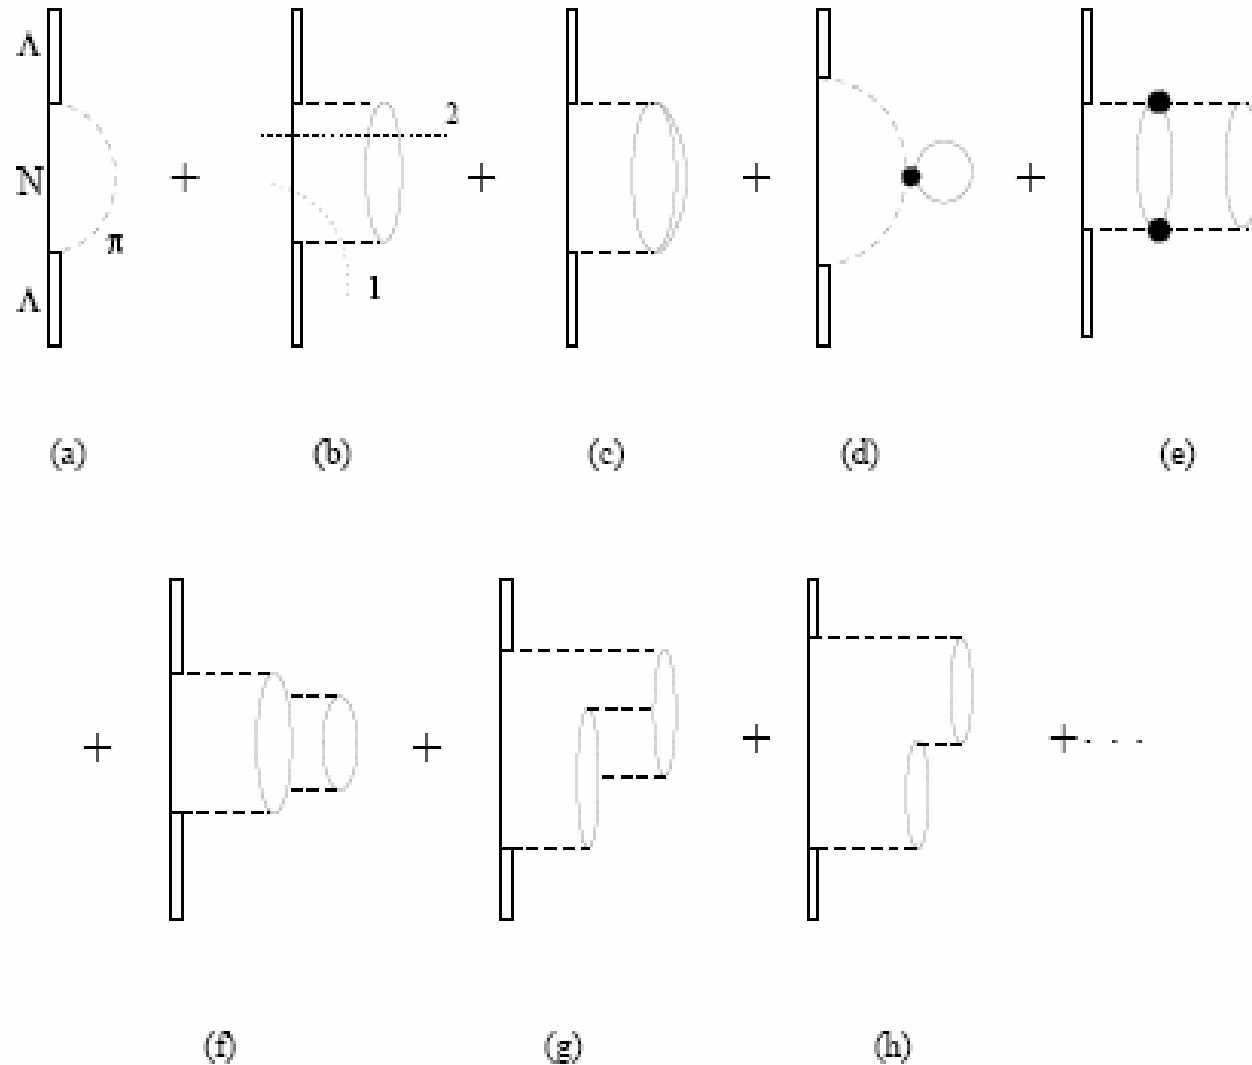 Λ
2
+ + + +
N
π
1
Λ
(a) (b) (c) (d) (e)
+ + + + . . .
(f) (g) (h)